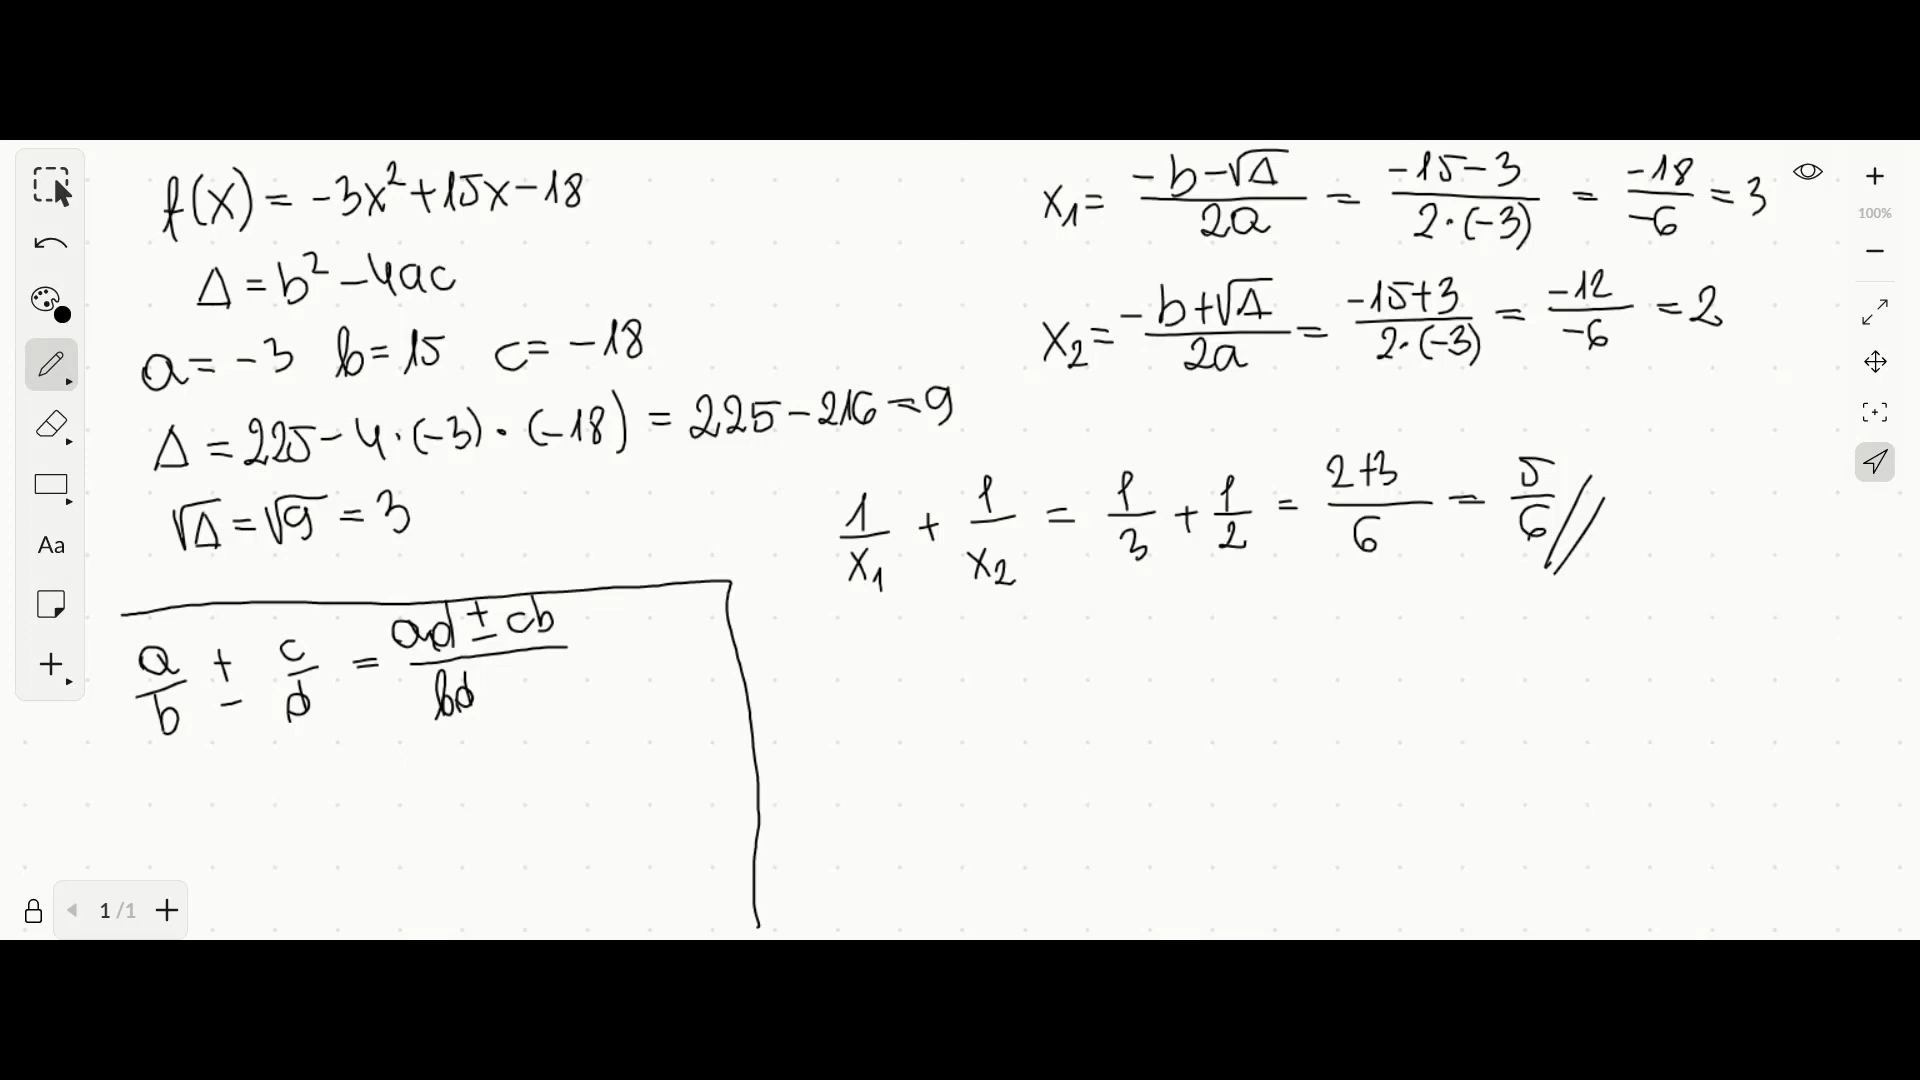 f(x) = -3x²+15x-18
Δ = b² -4ac
a = -3 b = 15 c = -18
Δ = 225 - 4·(-3)·(-18) = 225 - 216 = 9
√Δ = √9 = 3
a/b ± c/d = (ad ± cb)/bd
x₁ = (-b-√Δ)/2a = (-15-3)/(2·(-3)) = -18/-6 = 3
x₂ = (-b+√Δ)/2a = (-15+3)/(2·(-3)) = -12/-6 = 2
1/x₁ + 1/x₂ = 1/3 + 1/2 = (2+3)/6 = 5/6 //
100%
Aa
1 /1